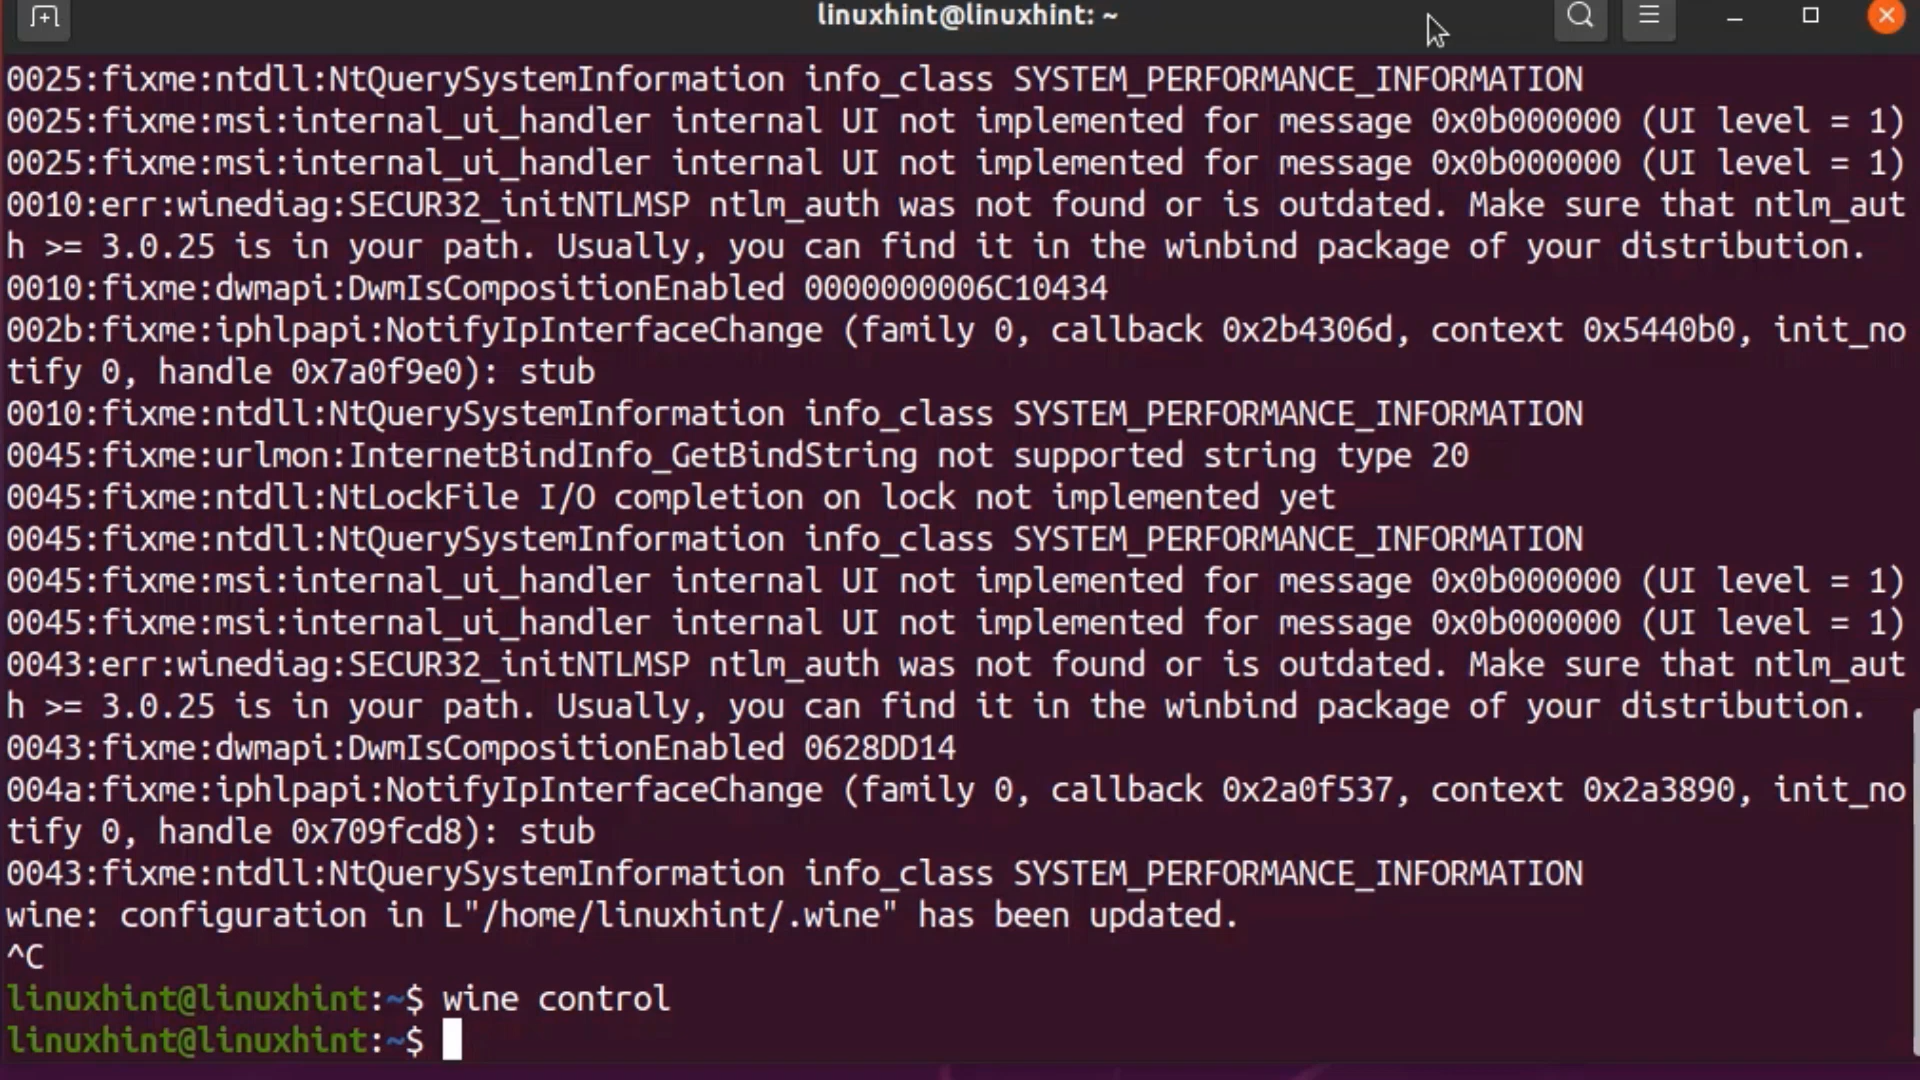 linuxhint@linuxhint: ~
0025:fixme:ntdll:NtQuerySystemInformation info_class SYSTEM_PERFORMANCE_INFORMATION
0025:fixme:msi:internal_ui_handler internal UI not implemented for message 0x0b000000 (UI level = 1)
0025:fixme:msi:internal_ui_handler internal UI not implemented for message 0x0b000000 (UI level = 1)
0010:err:winediag:SECUR32_initNTLMSP ntlm_auth was not found or is outdated. Make sure that ntlm_aut
h >= 3.0.25 is in your path. Usually, you can find it in the winbind package of your distribution.
0010:fixme:dwmapi:DwmIsCompositionEnabled 0000000006C10434
002b:fixme:iphlpapi:NotifyIpInterfaceChange (family 0, callback 0x2b4306d, context 0x5440b0, init_no
tify 0, handle 0x7a0f9e0): stub
0010:fixme:ntdll:NtQuerySystemInformation info_class SYSTEM_PERFORMANCE_INFORMATION
0045:fixme:urlmon:InternetBindInfo_GetBindString not supported string type 20
0045:fixme:ntdll:NtLockFile I/O completion on lock not implemented yet
0045:fixme:ntdll:NtQuerySystemInformation info_class SYSTEM_PERFORMANCE_INFORMATION
0045:fixme:msi:internal_ui_handler internal UI not implemented for message 0x0b000000 (UI level = 1)
0045:fixme:msi:internal_ui_handler internal UI not implemented for message 0x0b000000 (UI level = 1)
0043:err:winediag:SECUR32_initNTLMSP ntlm_auth was not found or is outdated. Make sure that ntlm_aut
h >= 3.0.25 is in your path. Usually, you can find it in the winbind package of your distribution.
0043:fixme:dwmapi:DwmIsCompositionEnabled 0628DD14
004a:fixme:iphlpapi:NotifyIpInterfaceChange (family 0, callback 0x2a0f537, context 0x2a3890, init_no
tify 0, handle 0x709fcd8): stub
0043:fixme:ntdll:NtQuerySystemInformation info_class SYSTEM_PERFORMANCE_INFORMATION
wine: configuration in L"/home/linuxhint/.wine" has been updated.
^C
linuxhint@linuxhint:~$ wine control
linuxhint@linuxhint:~$